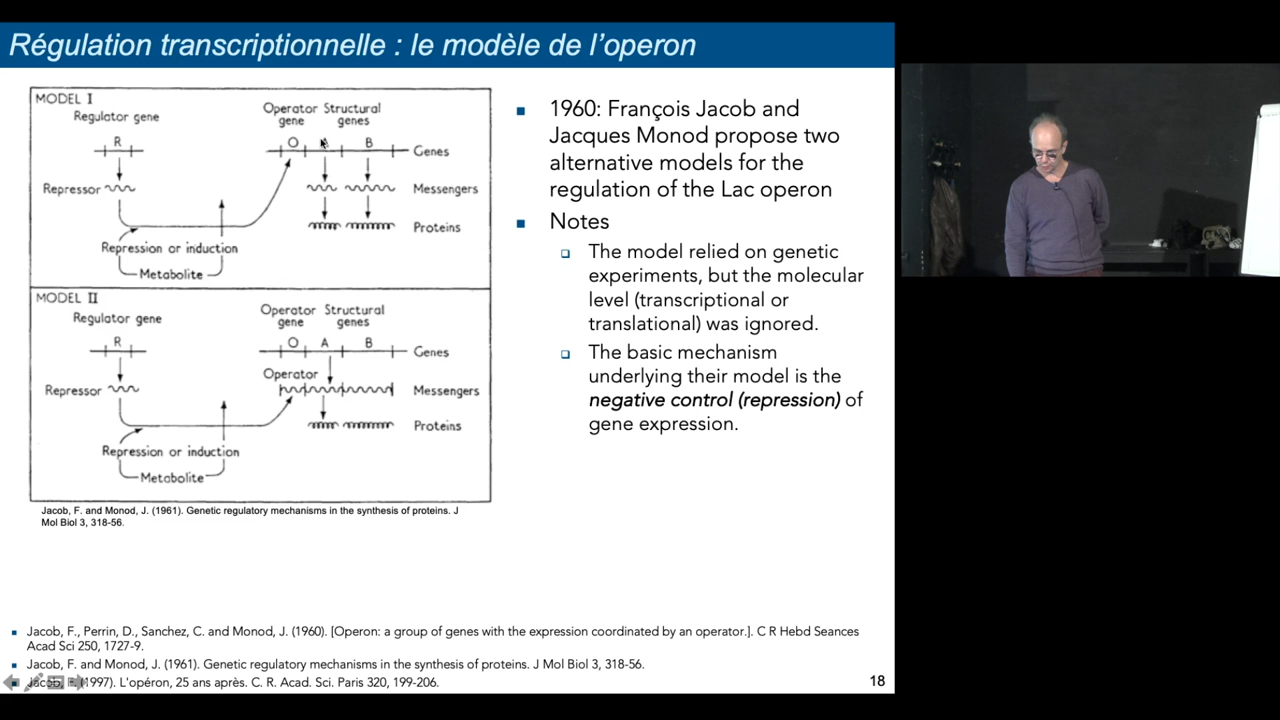 Régulation transcriptionnelle : le modèle de l'operon
MODEL I
Regulator gene
Operator Structural
gene genes
R
O
B
Genes
Repressor
Messengers
Proteins
Repression or induction
Metabolite
MODEL II
Regulator gene
Operator Structural
gene genes
R
O A B
Genes
Operator
Repressor
Messengers
Proteins
Repression or induction
Metabolite
Jacob, F. and Monod, J. (1961). Genetic regulatory mechanisms in the synthesis of proteins. J
Mol Biol 3, 318-56.
1960: François Jacob and
Jacques Monod propose two
alternative models for the
regulation of the Lac operon
Notes
The model relied on genetic
experiments, but the molecular
level (transcriptional or
translational) was ignored.
The basic mechanism
underlying their model is the
negative control (repression) of
gene expression.
Jacob, F., Perrin, D., Sanchez, C. and Monod, J. (1960). [Operon: a group of genes with the expression coordinated by an operator.]. C R Hebd Seances
Acad Sci 250, 1727-9.
Jacob, F. and Monod, J. (1961). Genetic regulatory mechanisms in the synthesis of proteins. J Mol Biol 3, 318-56.
Jacob, F. (1997). L'opéron, 25 ans après. C. R. Acad. Sci. Paris 320, 199-206.
18